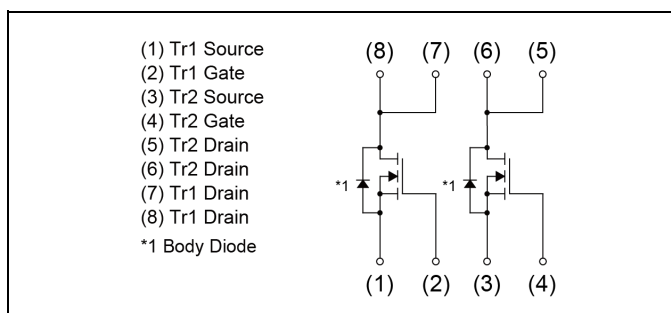 (1) Tr1 Source
(2) Tr1 Gate
(3) Tr2 Source
(4) Tr2 Gate
(5) Tr2 Drain
(6) Tr2 Drain
(7) Tr1 Drain
(8) Tr1 Drain
*1 Body Diode
(8) (7) (6) (5)
*1 *1
(1) (2) (3) (4)